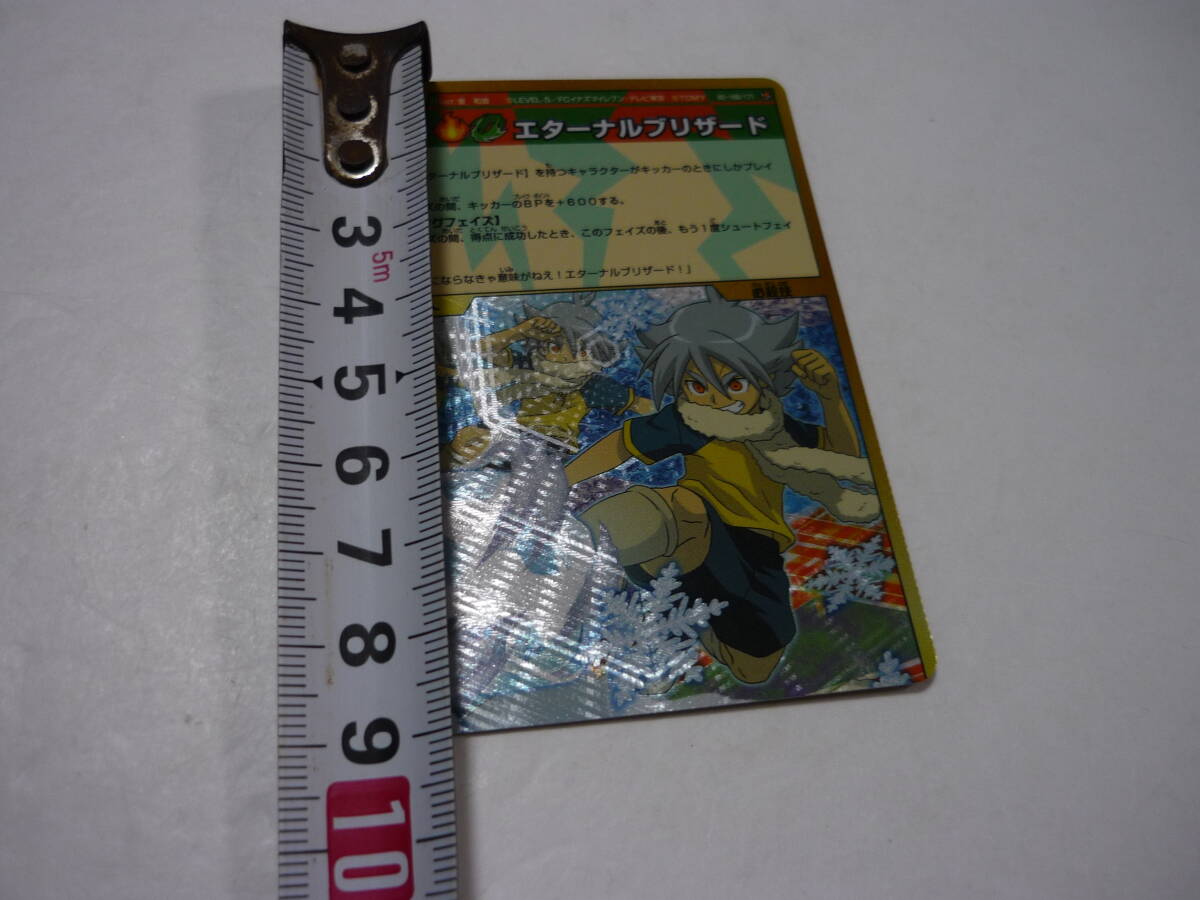 ©LEVEL-5/FCイナズマイレブン・テレビ東京 ©TOMY
エターナルブリザード
ターナルブリザード】を持つキャラクターがキッカーのときにしかプレイ
の間、キッカーのBPを+600する。
グフェイズ】
の間、得点に成功したとき、このフェイズの後、もう1度シュートフェイ
にならなきゃ意味がねえ!エターナルブリザード!」
必殺技
3
5m
4
5
6
7
8
9
10